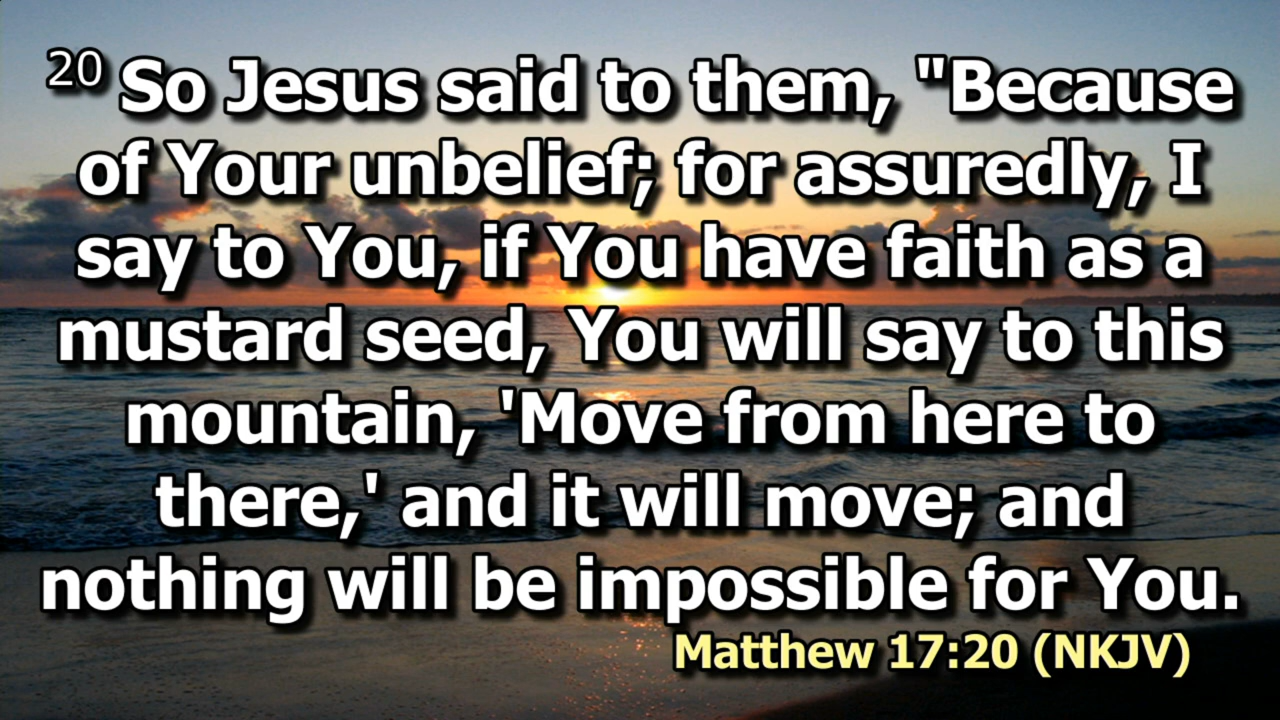 20 So Jesus said to them, "Because
of Your unbelief; for assuredly, I
say to You, if You have faith as a
mustard seed, You will say to this
mountain, 'Move from here to
there,' and it will move; and
nothing will be impossible for You.
Matthew 17:20 (NKJV)